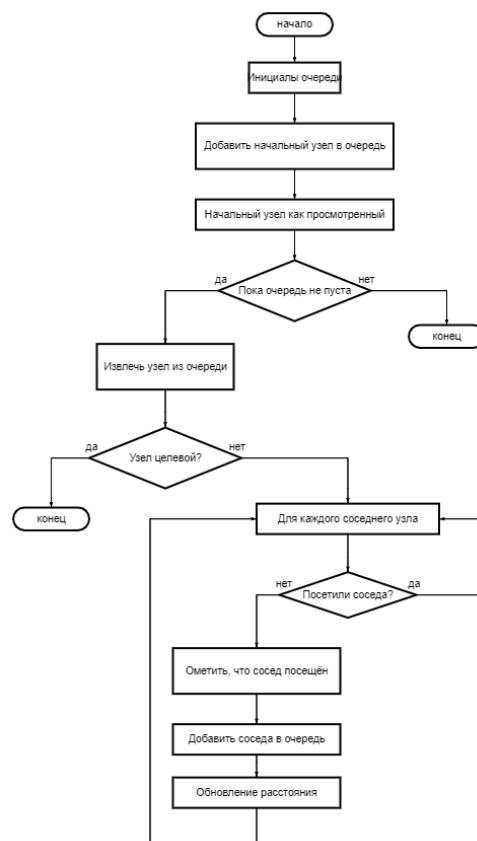 начало
Инициалы очереди
Добавить начальный узел в очередь
Начальный узел как просмотренный
да
нет
Пока очередь не пуста
конец
Извлечь узел из очереди
да
нет
Узел целевой?
конец
Для каждого соседнего узла
нет
да
Посетили соседа?
Ометить, что сосед посещён
Добавить соседа в очередь
Обновление расстояния